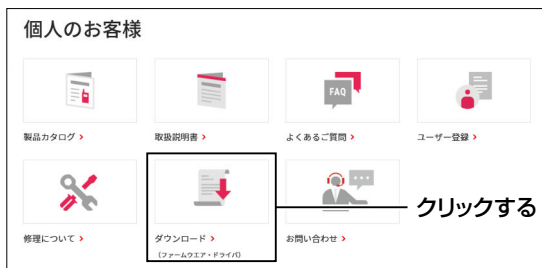 個人のお客様
FAQ
製品カタログ >
取扱説明書 >
よくあるご質問 >
ユーザー登録 >
クリックする
修理について >
ダウンロード >
(ファームウエア・ドライバ)
お問い合わせ >